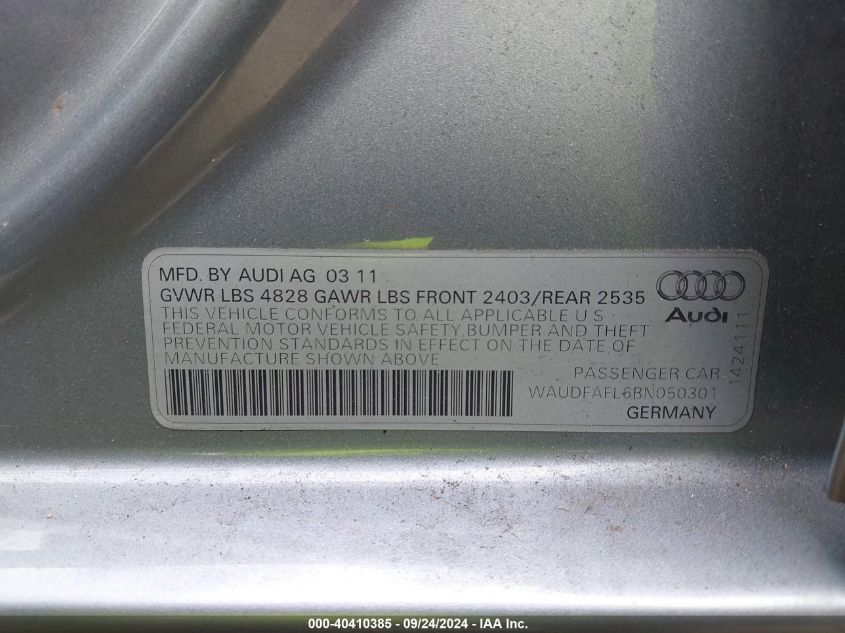 MFD. BY AUDI AG 03 11
GVWR LBS 4828 GAWR LBS FRONT 2403/REAR 2535
THIS VEHICLE CONFORMS TO ALL APPLICABLE U S
FEDERAL MOTOR VEHICLE SAFETY,BUMPER AND THEFT
PREVENTION STANDARDS IN EFFECT ON THE DATE OF
MANUFACTURE SHOWN ABOVE
Audi
PASSENGER CAR
WAUDFAFL6BN050301
GERMANY
1424111
000-40410385 - 09/24/2024 - IAA Inc.